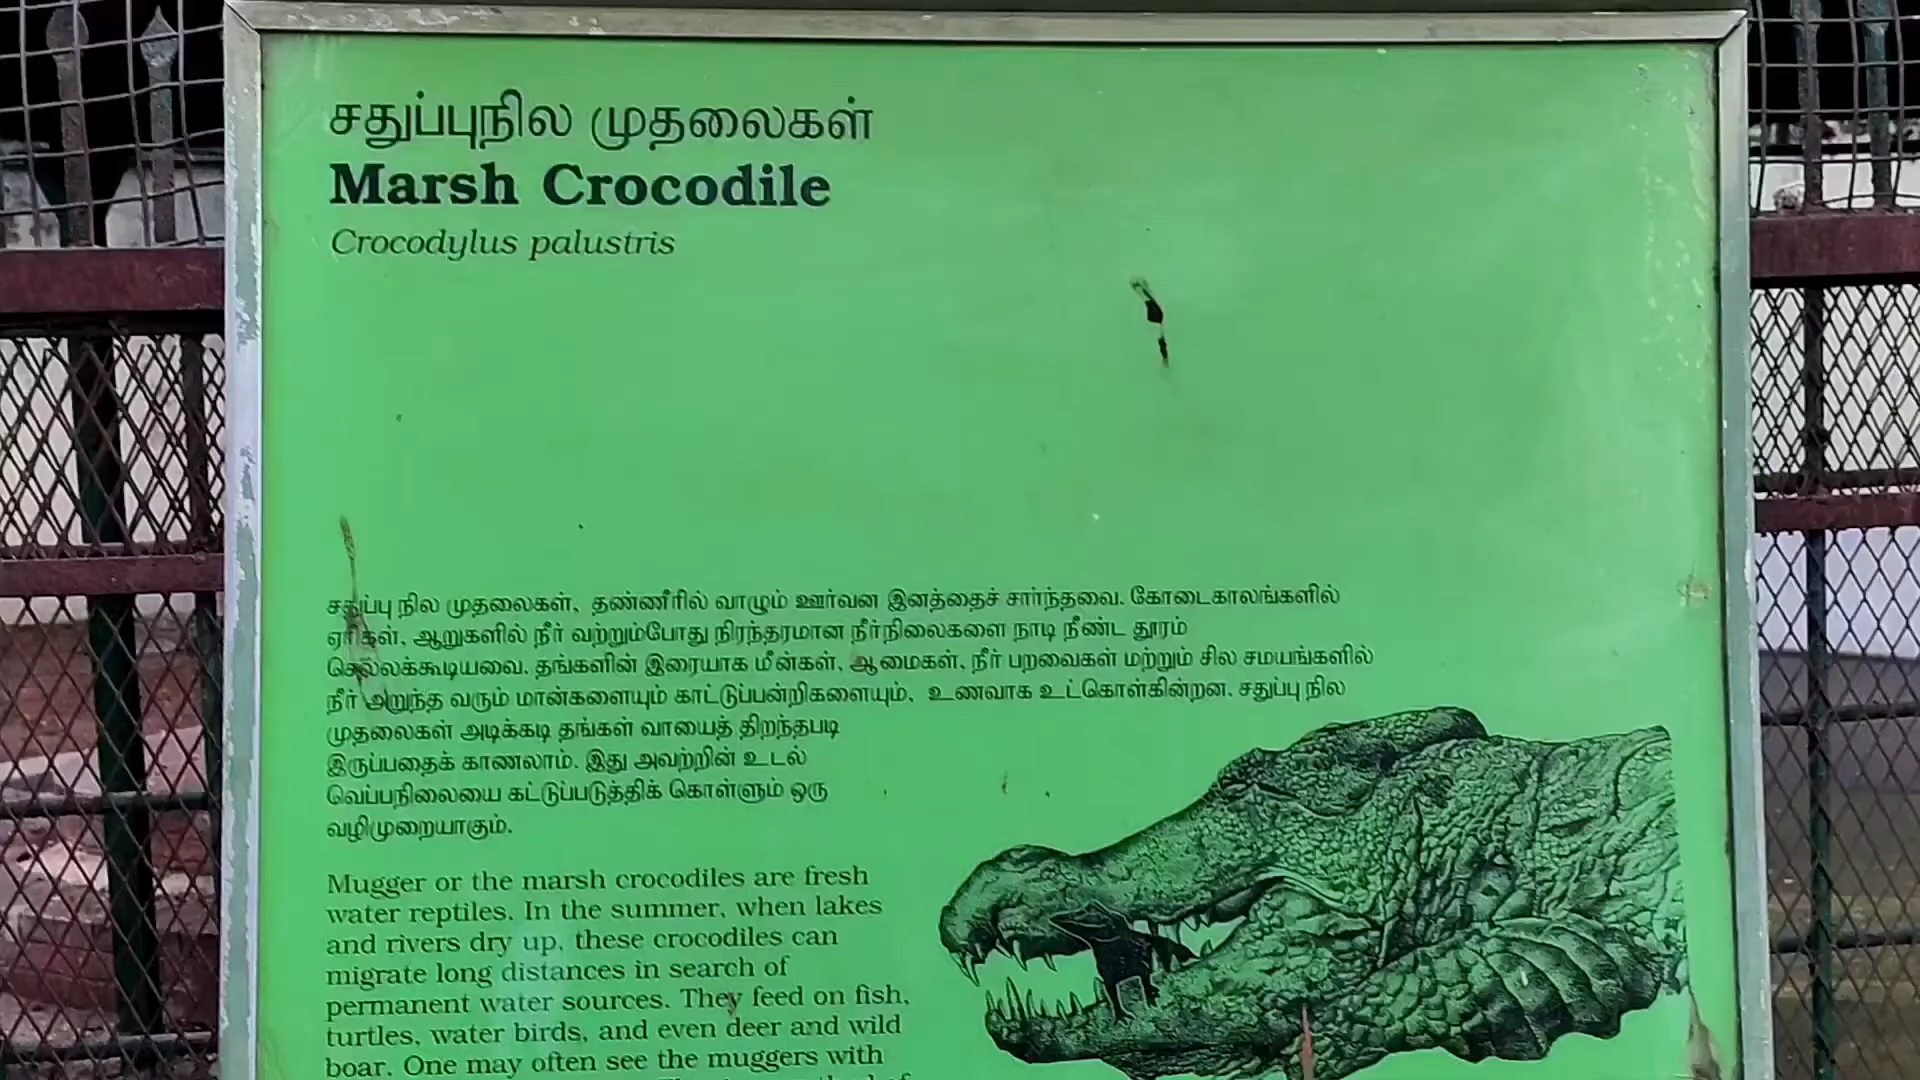 சதுப்புநில முதலைகள்
Marsh Crocodile
Crocodylus palustris
சதுப்பு நில முதலைகள், தண்ணீரில் வாழும் ஊர்வன இனத்தைச் சார்ந்தவை. கோடைகாலங்களில்
ஏரிகள், ஆறுகளில் நீர் வற்றும்போது நிரந்தரமான நீர்நிலைகளை நாடி நீண்ட தூரம்
செல்லக்கூடியவை. தங்களின் இரையாக மீன்கள், ஆமைகள், நீர் பறவைகள் மற்றும் சில சமயங்களில்
நீர் அருந்த வரும் மான்களையும் காட்டுப்பன்றிகளையும், உணவாக உட்கொள்கின்றன. சதுப்பு நில
முதலைகள் அடிக்கடி தங்கள் வாயைத் திறந்தபடி
இருப்பதைக் காணலாம். இது அவற்றின் உடல்
வெப்பநிலையை கட்டுப்படுத்திக் கொள்ளும் ஒரு
வழிமுறையாகும்.
Mugger or the marsh crocodiles are fresh
water reptiles. In the summer, when lakes
and rivers dry up, these crocodiles can
migrate long distances in search of
permanent water sources. They feed on fish,
turtles, water birds, and even deer and wild
boar. One may often see the muggers with